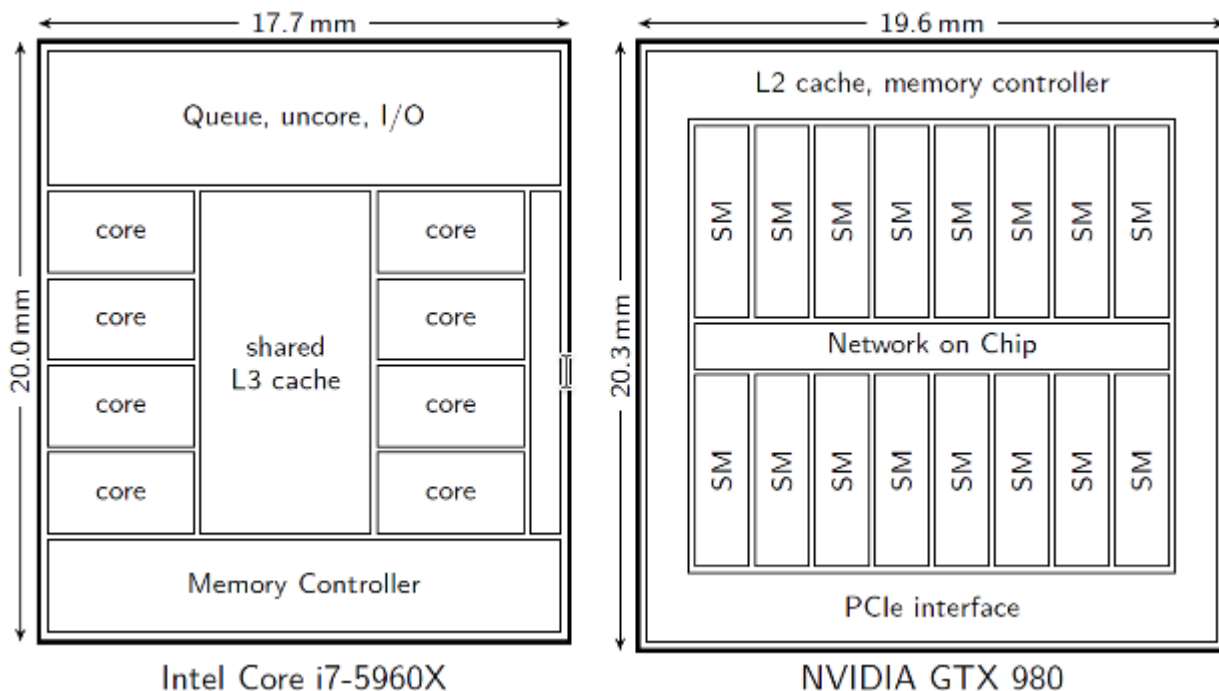 17.7 mm
20.0 mm
Queue, uncore, I/O
core
core
core
core
shared
L3 cache
core
core
core
core
Memory Controller
Intel Core i7-5960X
19.6 mm
20.3 mm
L2 cache, memory controller
SM SM SM SM SM SM SM SM
Network on Chip
SM SM SM SM SM SM SM SM
PCIe interface
NVIDIA GTX 980